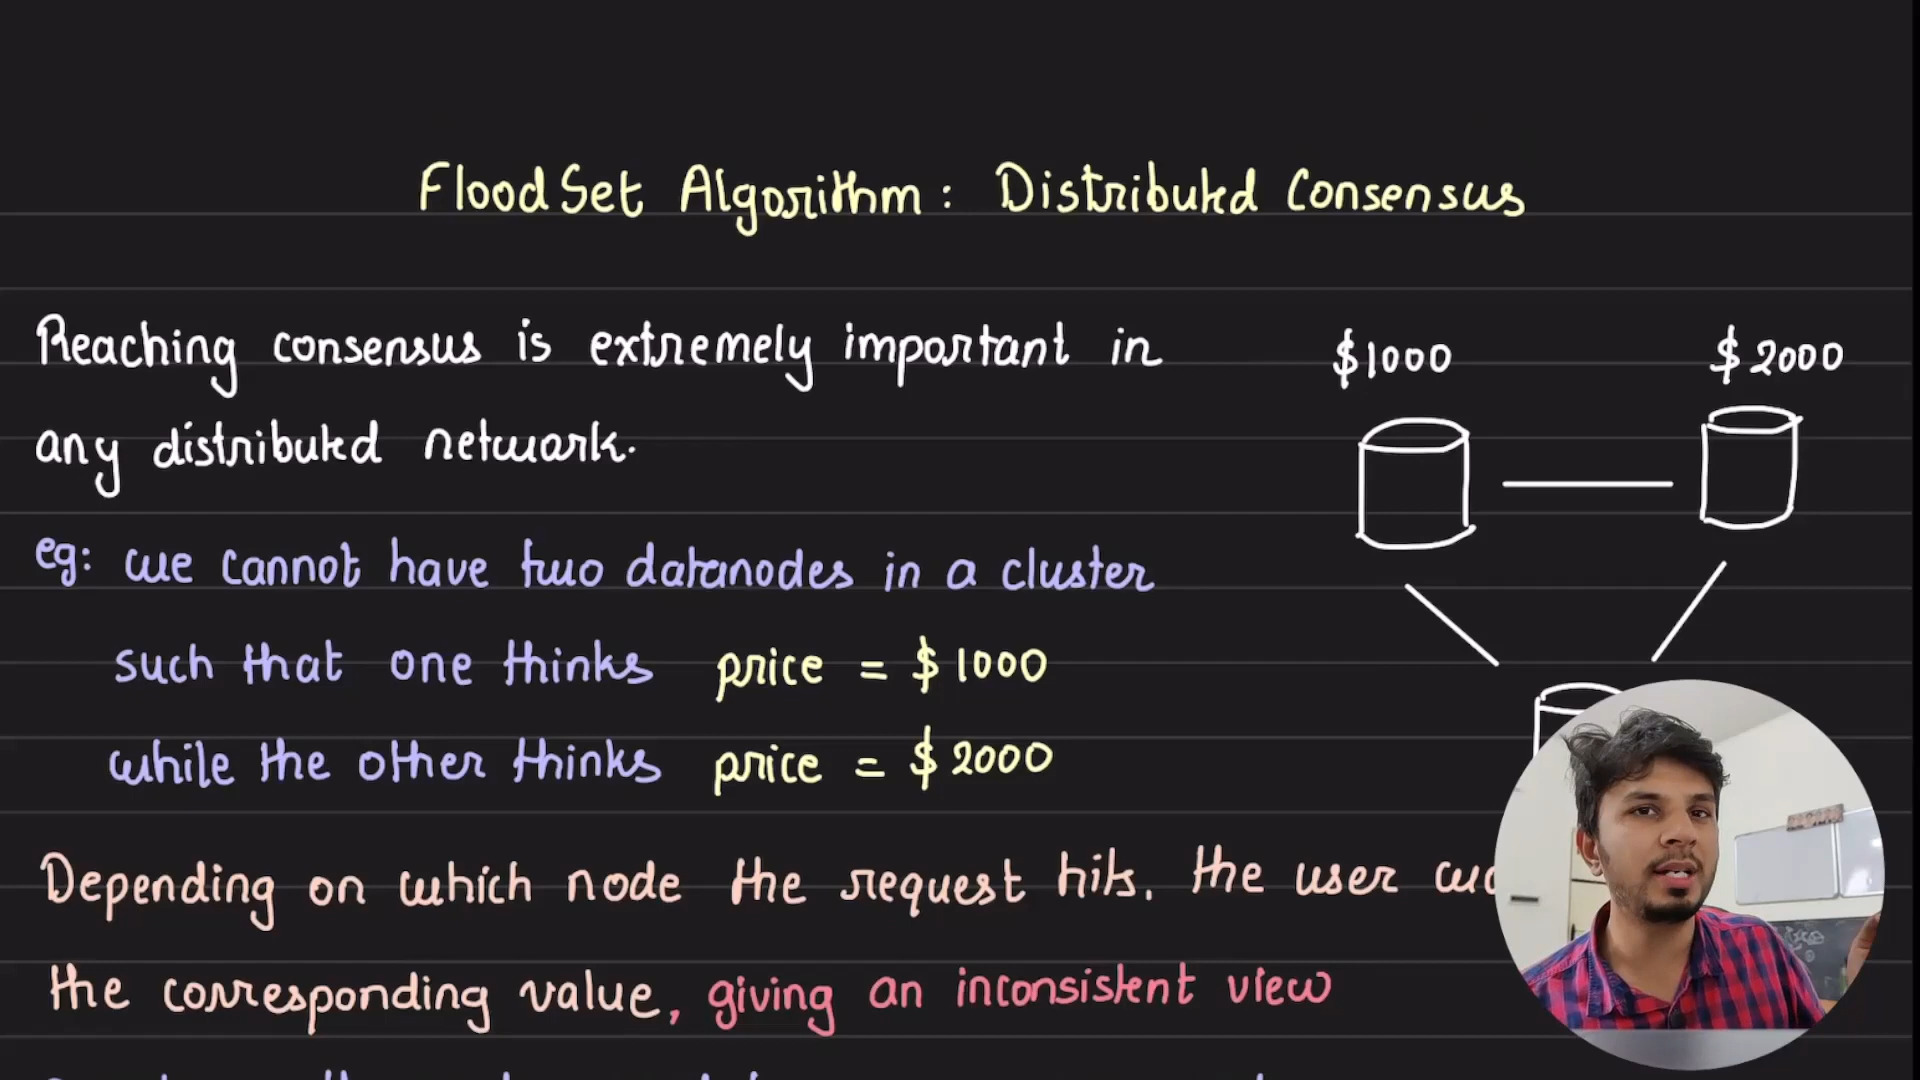 FloodSet Algorithm: Distributed Consensus
Reaching consensus is extremely important in
any distributed network.
$1000
$2000
eg: we cannot have two datanodes in a cluster
such that one thinks price = $1000
while the other thinks price = $2000
Depending on which node the request hits. the user
the corresponding value, giving an inconsistent view